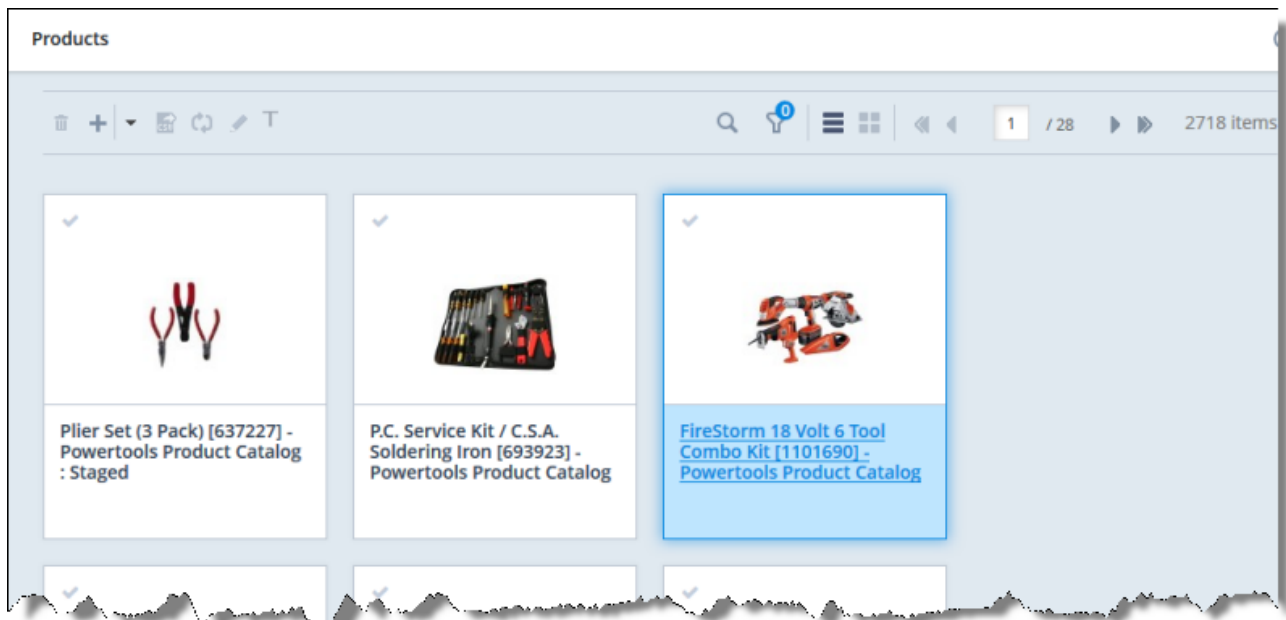 Products
0
1 / 28
2718 items
Plier Set (3 Pack) [637227] -
Powertools Product Catalog
: Staged
P.C. Service Kit / C.S.A.
Soldering Iron [693923] -
Powertools Product Catalog
FireStorm 18 Volt 6 Tool
Combo Kit [1101690] -
Powertools Product Catalog